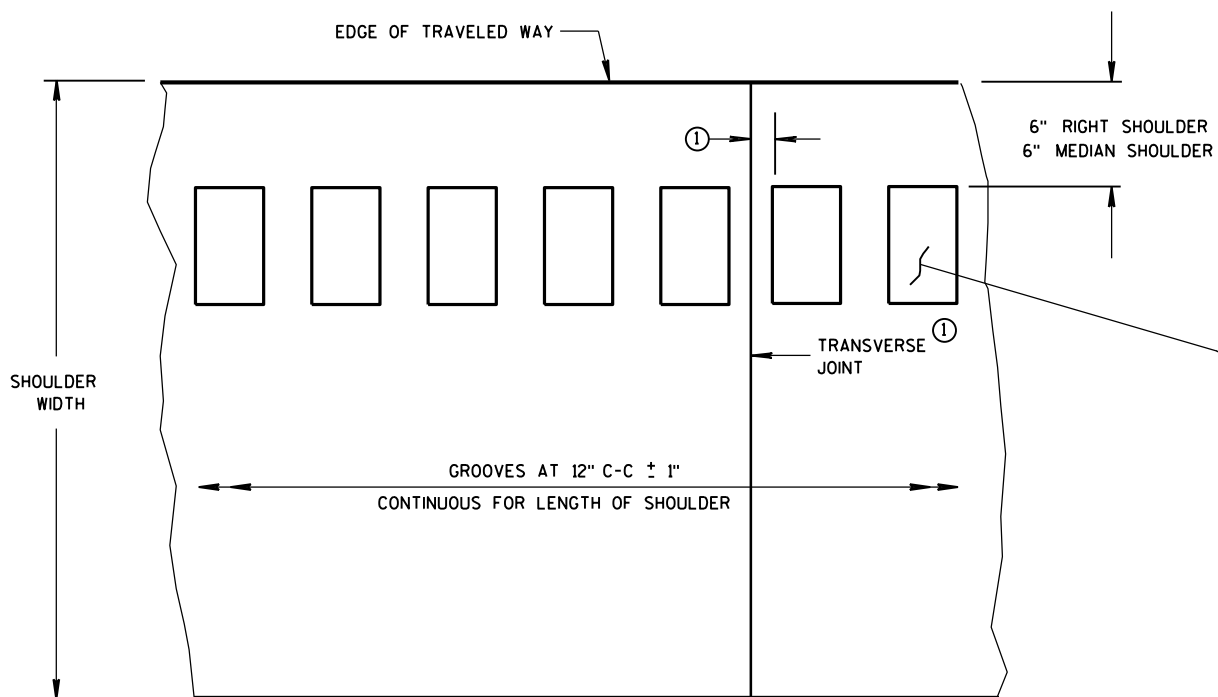 EDGE OF TRAVELED WAY
6" RIGHT SHOULDER
6" MEDIAN SHOULDER
1
1
TRANSVERSE
JOINT
SHOULDER
WIDTH
GROOVES AT 12" C-C ± 1"
CONTINUOUS FOR LENGTH OF SHOULDER